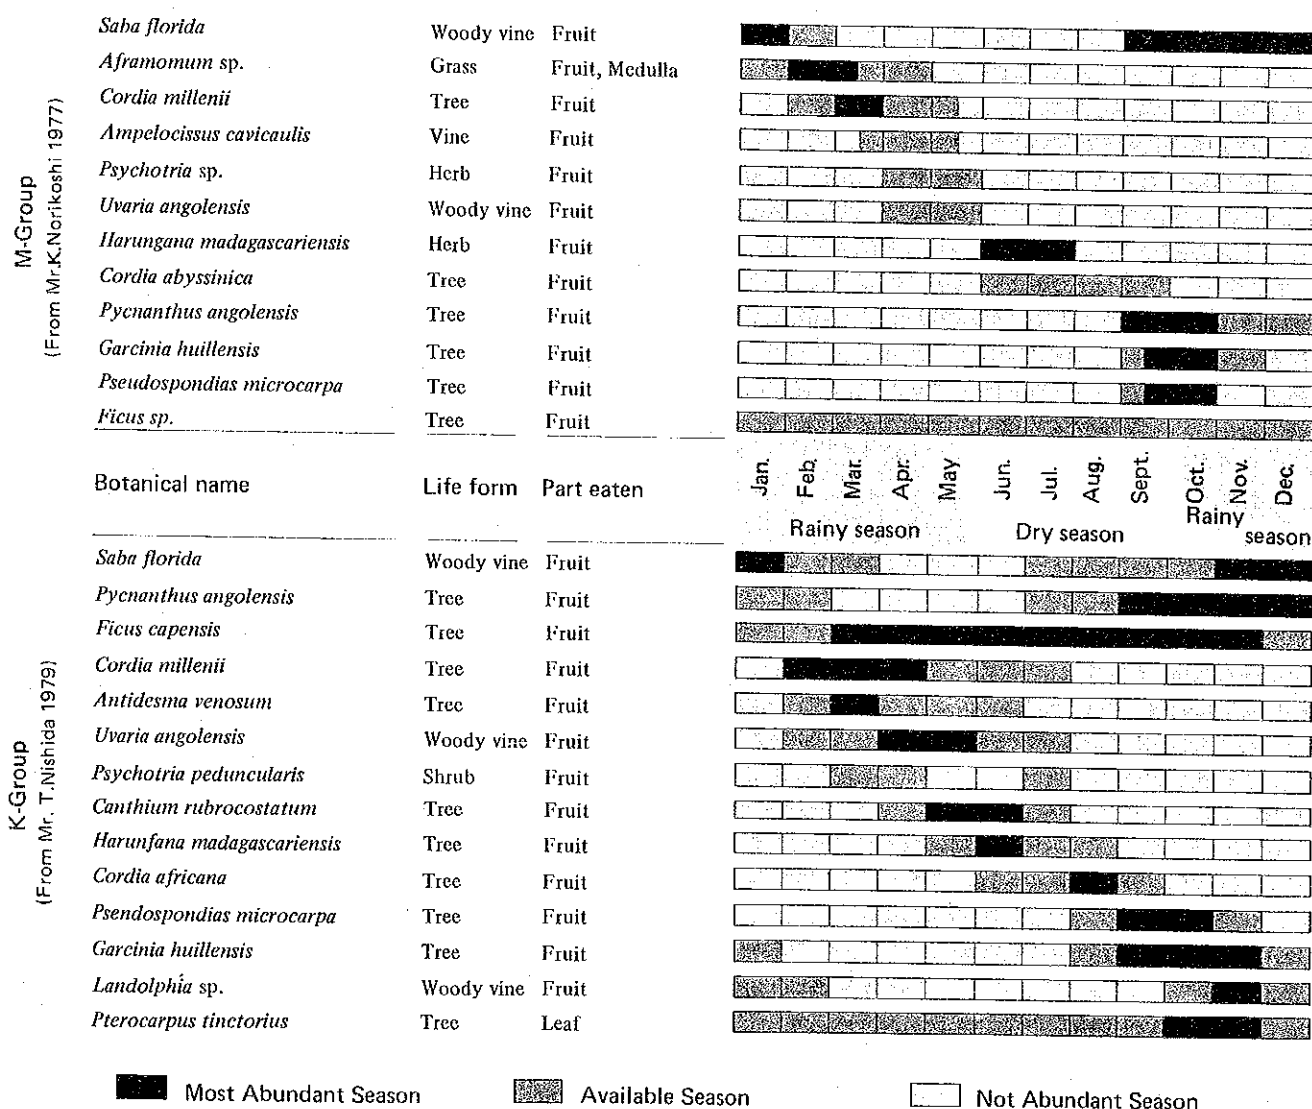 M-Group
(From Mr.K.Norikoshi 1977)
Saba florida Woody vine Fruit
Aframomum sp. Grass Fruit, Medulla
Cordia millenii Tree Fruit
Ampelocissus cavicaulis Vine Fruit
Psychotria sp. Herb Fruit
Uvaria angolensis Woody vine Fruit
Harungana madagascariensis Herb Fruit
Cordia abyssinica Tree Fruit
Pycnanthus angolensis Tree Fruit
Garcinia huillensis Tree Fruit
Pseudospondias microcarpa Tree Fruit
Ficus sp. Tree Fruit
Botanical name Life form Part eaten Jan. Feb. Mar. Apr. May Jun. Jul. Aug. Sept. Oct. Nov. Dec.
Rainy season Dry season Rainy season
K-Group
(From Mr. T.Nishida 1979)
Saba florida Woody vine Fruit
Pycnanthus angolensis Tree Fruit
Ficus capensis Tree Fruit
Cordia millenii Tree Fruit
Antidesma venosum Tree Fruit
Uvaria angolensis Woody vine Fruit
Psychotria peduncularis Shrub Fruit
Canthium rubrocostatum Tree Fruit
Harunfana madagascariensis Tree Fruit
Cordia africana Tree Fruit
Psendospondias microcarpa Tree Fruit
Garcinia huillensis Tree Fruit
Landolphia sp. Woody vine Fruit
Pterocarpus tinctorius Tree Leaf
Most Abundant Season Available Season Not Abundant Season